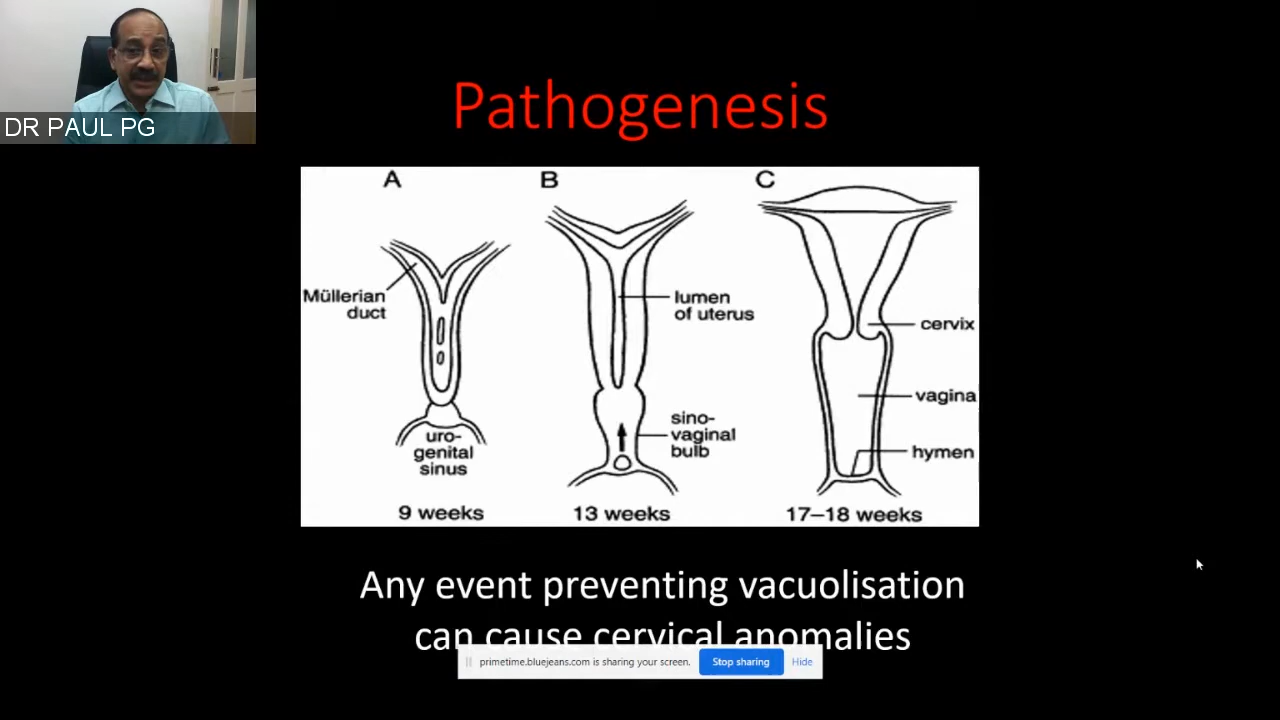 DR PAUL PG
Pathogenesis
A
B
C
Müllerian
duct
uro-
genital
sinus
9 weeks
lumen
of uterus
sino-
vaginal
bulb
13 weeks
cervix
vagina
hymen
17–18 weeks
Any event preventing vacuolisation
can cause cervical anomalies
primetime.bluejeans.com is sharing your screen.
Stop sharing
Hide